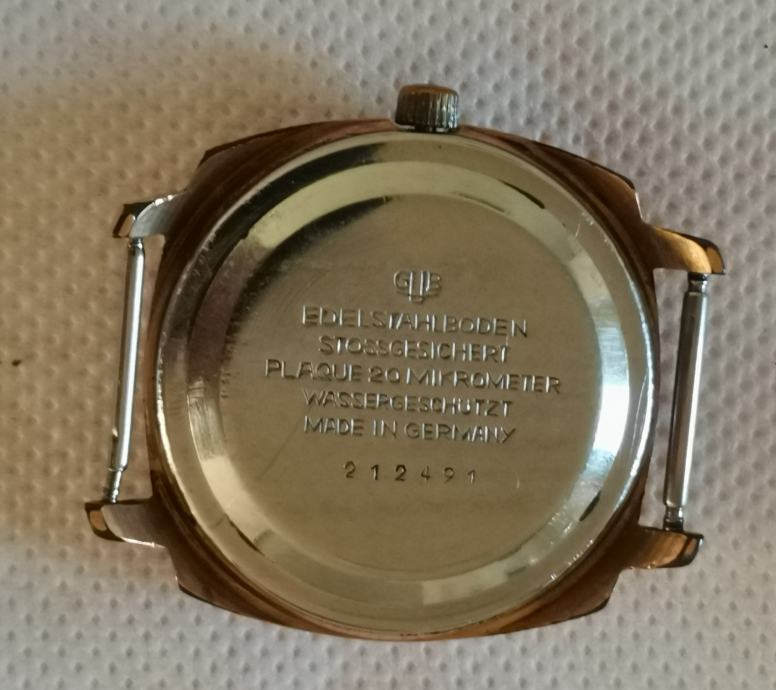 GUB
EDELSTAHLBODEN
STOSSGESICHERT
PLAQUE 20 MIKROMETER
WASSERGESCHÜTZT
MADE IN GERMANY
212491